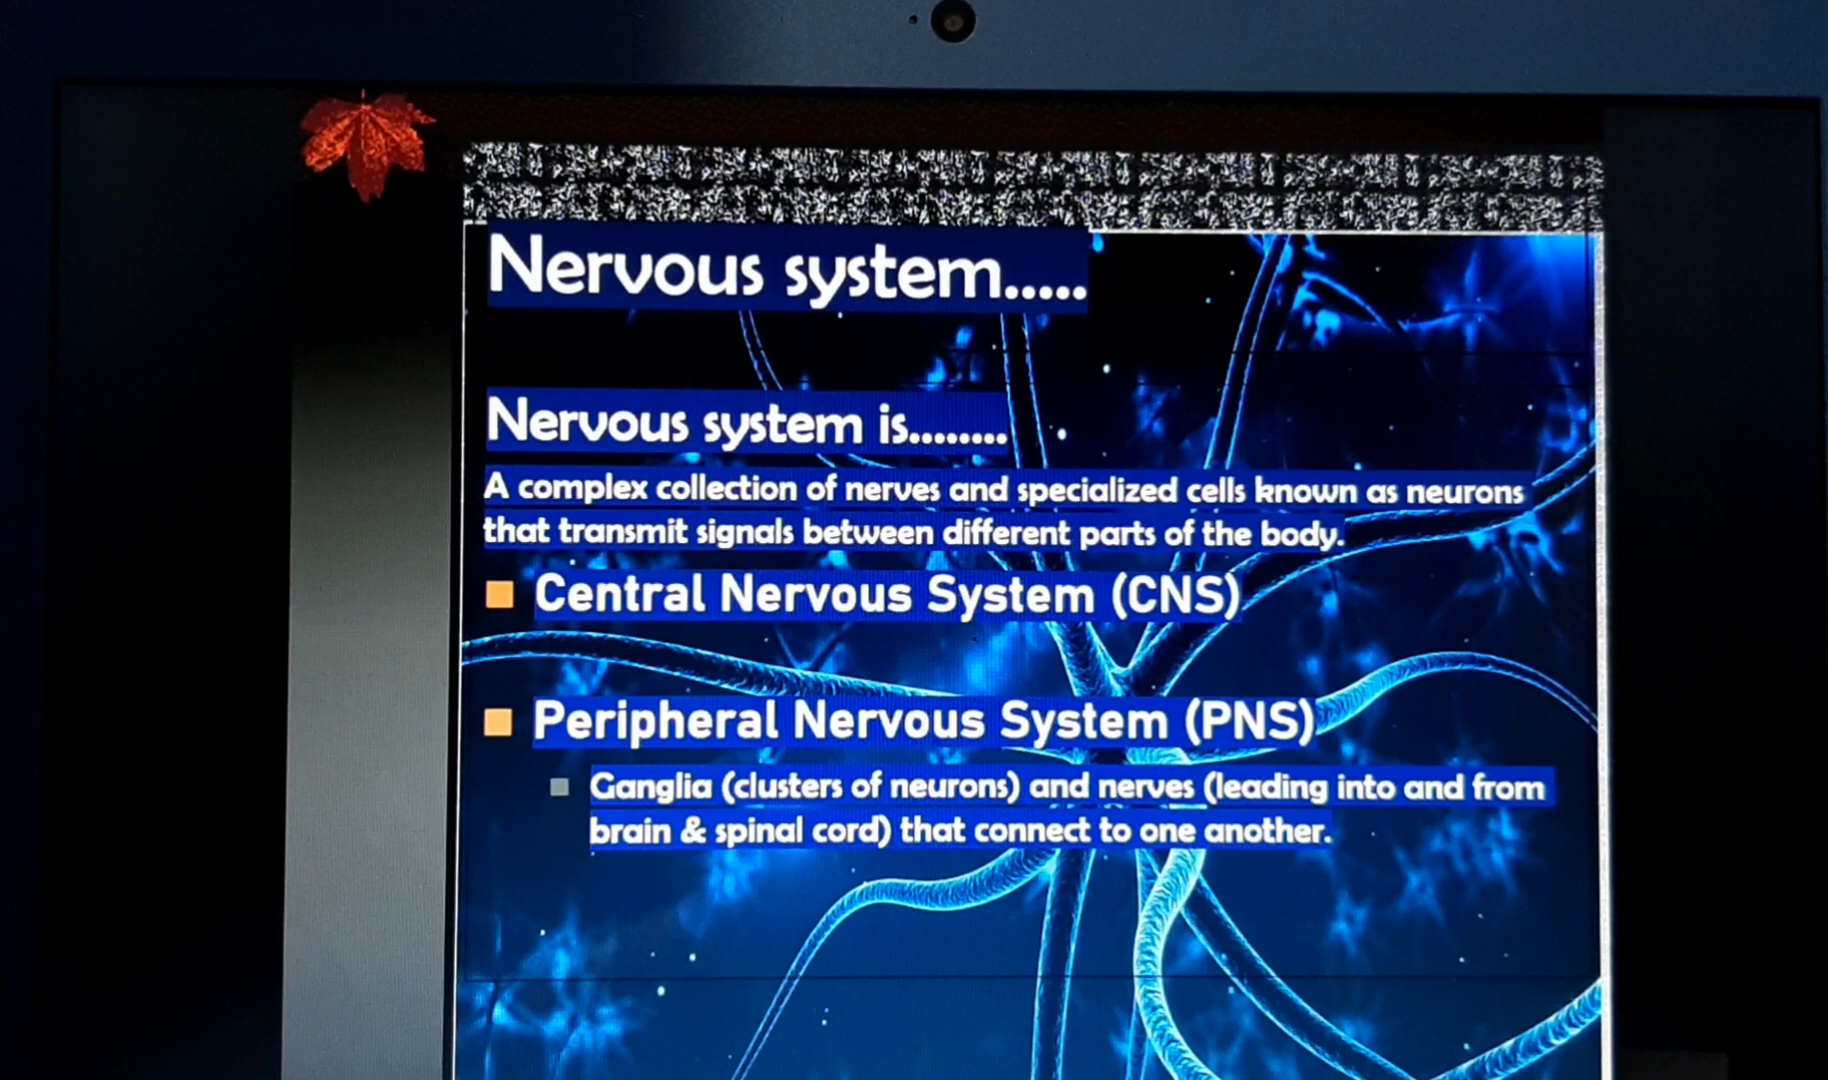 Nervous system.....
Nervous system is........
A complex collection of nerves and specialized cells known as neurons
that transmit signals between different parts of the body.
Central Nervous System (CNS)
Peripheral Nervous System (PNS)
Ganglia (clusters of neurons) and nerves (leading into and from
brain & spinal cord) that connect to one another.